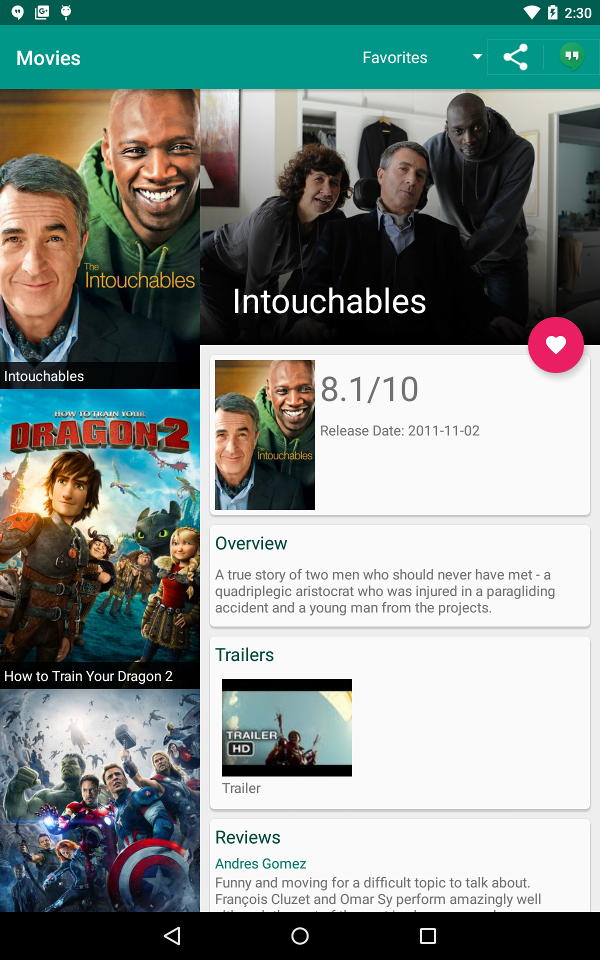 2:30
Movies
Favorites
The
Intouchables
Intouchables
HOW TO TRAIN YOUR
DRAGON 2
How to Train Your Dragon 2
Intouchables
The
Intouchables
8.1/10
Release Date: 2011-11-02
Overview
A true story of two men who should never have met - a
quadriplegic aristocrat who was injured in a paragliding
accident and a young man from the projects.
Trailers
TRAILER
HD
Trailer
Reviews
Andres Gomez
Funny and moving for a difficult topic to talk about.
François Cluzet and Omar Sy perform amazingly well